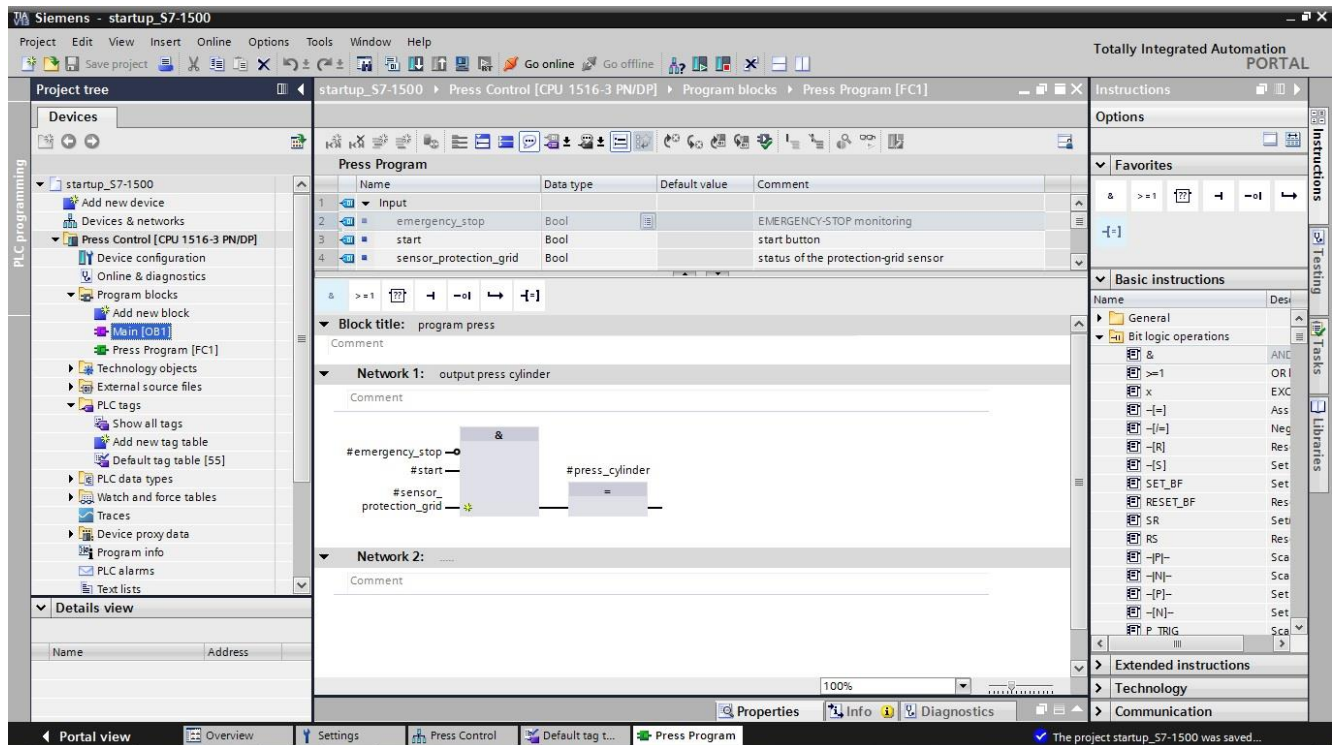 Siemens - startup_S7-1500
Project Edit View Insert Online Options Tools Window Help
Totally Integrated Automation
PORTAL
Save project Go online Go offline
Project tree
startup_S7-1500 Press Control [CPU 1516-3 PN/DP] Program blocks Press Program [FC1]
Instructions
Devices
Options
PLC programming
startup_S7-1500
Add new device
Devices & networks
Press Control [CPU 1516-3 PN/DP]
Device configuration
Online & diagnostics
Program blocks
Add new block
Main [OB1]
Press Program [FC1]
Technology objects
External source files
PLC tags
Show all tags
Add new tag table
Default tag table [55]
PLC data types
Watch and force tables
Traces
Device proxy data
Program info
PLC alarms
Text lists
Details view
Name Address
Press Program
Name Data type Default value Comment
1 Input
2 emergency_stop Bool EMERGENCY-STOP monitoring
3 start Bool start button
4 sensor_protection_grid Bool status of the protection-grid sensor
& >=1 ?? -[=]
Block title: program press
Comment
Network 1: output press cylinder
Comment
&
#emergency_stop
#start
#sensor_
protection_grid
#press_cylinder
=
Network 2: .....
Comment
100%
Properties Info Diagnostics
Favorites
& >=1 ??
-[=]
Basic instructions
Name Des
General
Bit logic operations
& AND
>=1 OR
x EXC
-[=] Ass
-[/=] Neg
-[R] Res
-[S] Set
SET_BF Set
RESET_BF Res
SR Set
RS Res
-|P|- Sca
-|N|- Sca
-[P]- Set
-[N]- Set
P_TRIG Sca
Extended instructions
Technology
Communication
Instructions
Testing
Tasks
Libraries
Portal view Overview Settings Press Control Default tag t... Press Program The project startup_S7-1500 was saved...